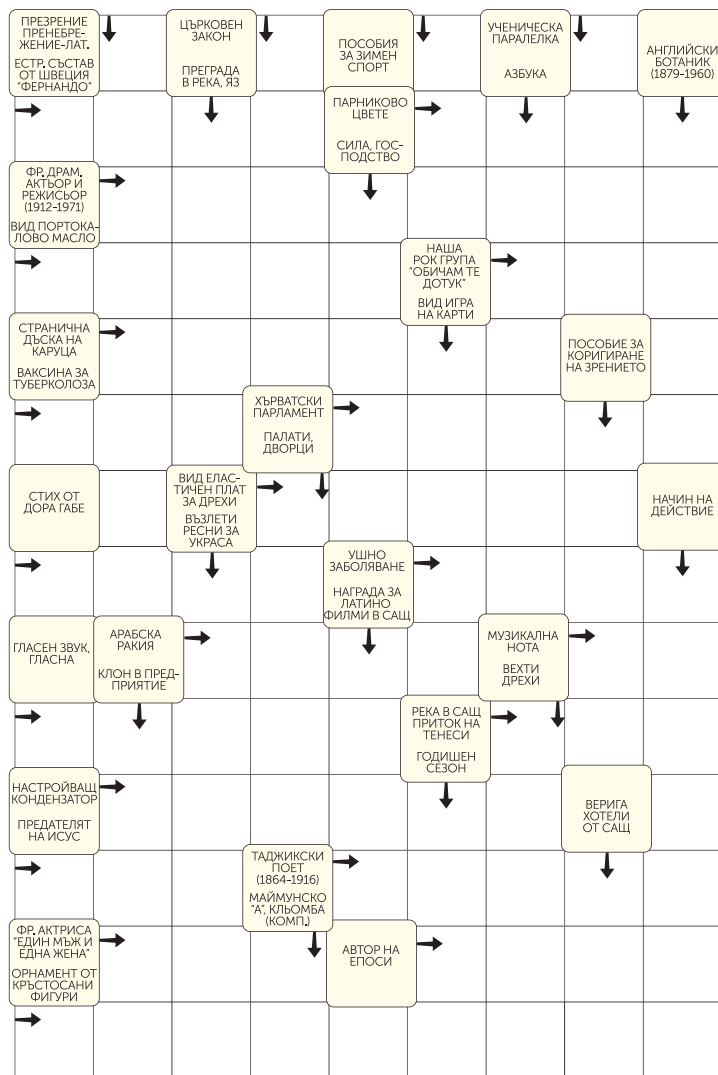 ПРЕЗРЕНИЕ
ПРЕНЕБРЕ-
ЖЕНИЕ-ЛАТ.
ЕСТР. СЪСТАВ
ОТ ШВЕЦИЯ
"ФЕРНАНДО"
ЦЪРКОВЕН
ЗАКОН
ПРЕГРАДА
В РЕКА, ЯЗ
ПОСОБИЯ
ЗА ЗИМЕН
СПОРТ
УЧЕНИЧЕСКА
ПАРАЛЕЛКА
АЗБУКА
АНГЛИЙСКИ
БОТАНИК
(1879-1960)
ПАРНИКОВО
ЦВЕТЕ
СИЛА, ГОС-
ПОДСТВО
ФР. ДРАМ.
АКТЬОР И
РЕЖИСЬОР
(1912-1971)
ВИД ПОРТОКА-
ЛОВО МАСЛО
НАША
РОК ГРУПА
"ОБИЧАМ ТЕ
ДОТУК"
ВИД ИГРА
НА КАРТИ
СТРАНИЧНА
ДЪСКА НА
КАРУЦА
ВАКСИНА ЗА
ТУБЕРКОЛОЗА
ПОСОБИЕ ЗА
КОРИГИРАНЕ
НА ЗРЕНИЕТО
ХЪРВАТСКИ
ПАРЛАМЕНТ
ПАЛАТИ,
ДВОРЦИ
СТИХ ОТ
ДОРА ГАБЕ
ВИД ЕЛАС-
ТИЧЕН ПЛАТ
ЗА ДРЕХИ
ВЪЗЛЕТИ
РЕСНИ ЗА
УКРАСА
НАЧИН НА
ДЕЙСТВИЕ
УШНО
ЗАБОЛЯВАНЕ
НАГРАДА ЗА
ЛАТИНО
ФИЛМИ В САЩ
ГЛАСЕН ЗВУК,
ГЛАСНА
АРАБСКА
РАКИЯ
КЛОН В ПРЕД-
ПРИЯТИЕ
МУЗИКАЛНА
НОТА
ВЕХТИ
ДРЕХИ
РЕКА В САЩ
ПРИТОК НА
ТЕНЕСИ
ГОДИШЕН
СЕЗОН
НАСТРОЙВАЩ
КОНДЕНЗАТОР
ПРЕДАТЕЛЯТ
НА ИСУС
ВЕРИГА
ХОТЕЛИ
ОТ САЩ
ТАДЖИКСКИ
ПОЕТ
(1864-1916)
МАЙМУНСКО
"А", КЛЬОМБА
(КОМП.)
ФР. АКТРИСА
"ЕДИН МЪЖ И
ЕДНА ЖЕНА"
ОРНАМЕНТ ОТ
КРЪСТОСАНИ
ФИГУРИ
АВТОР НА
ЕПОСИ